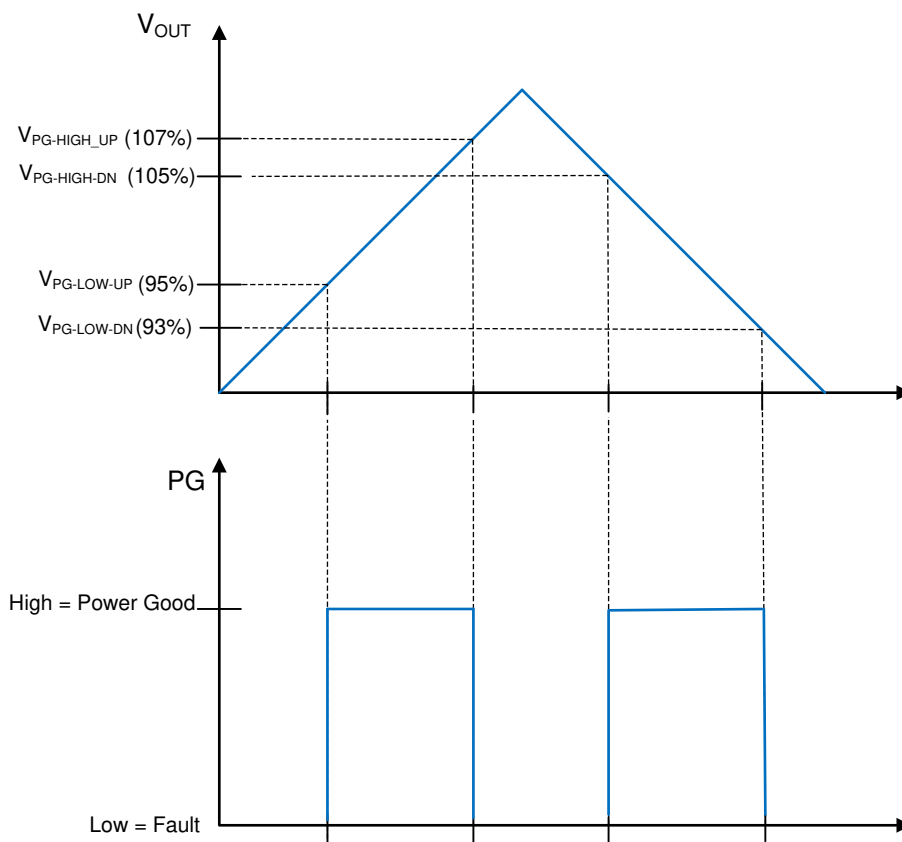 VOUT
VPG-HIGH_UP (107%)
VPG-HIGH-DN (105%)
VPG-LOW-UP (95%)
VPG-LOW-DN (93%)
PG
High = Power Good
Low = Fault